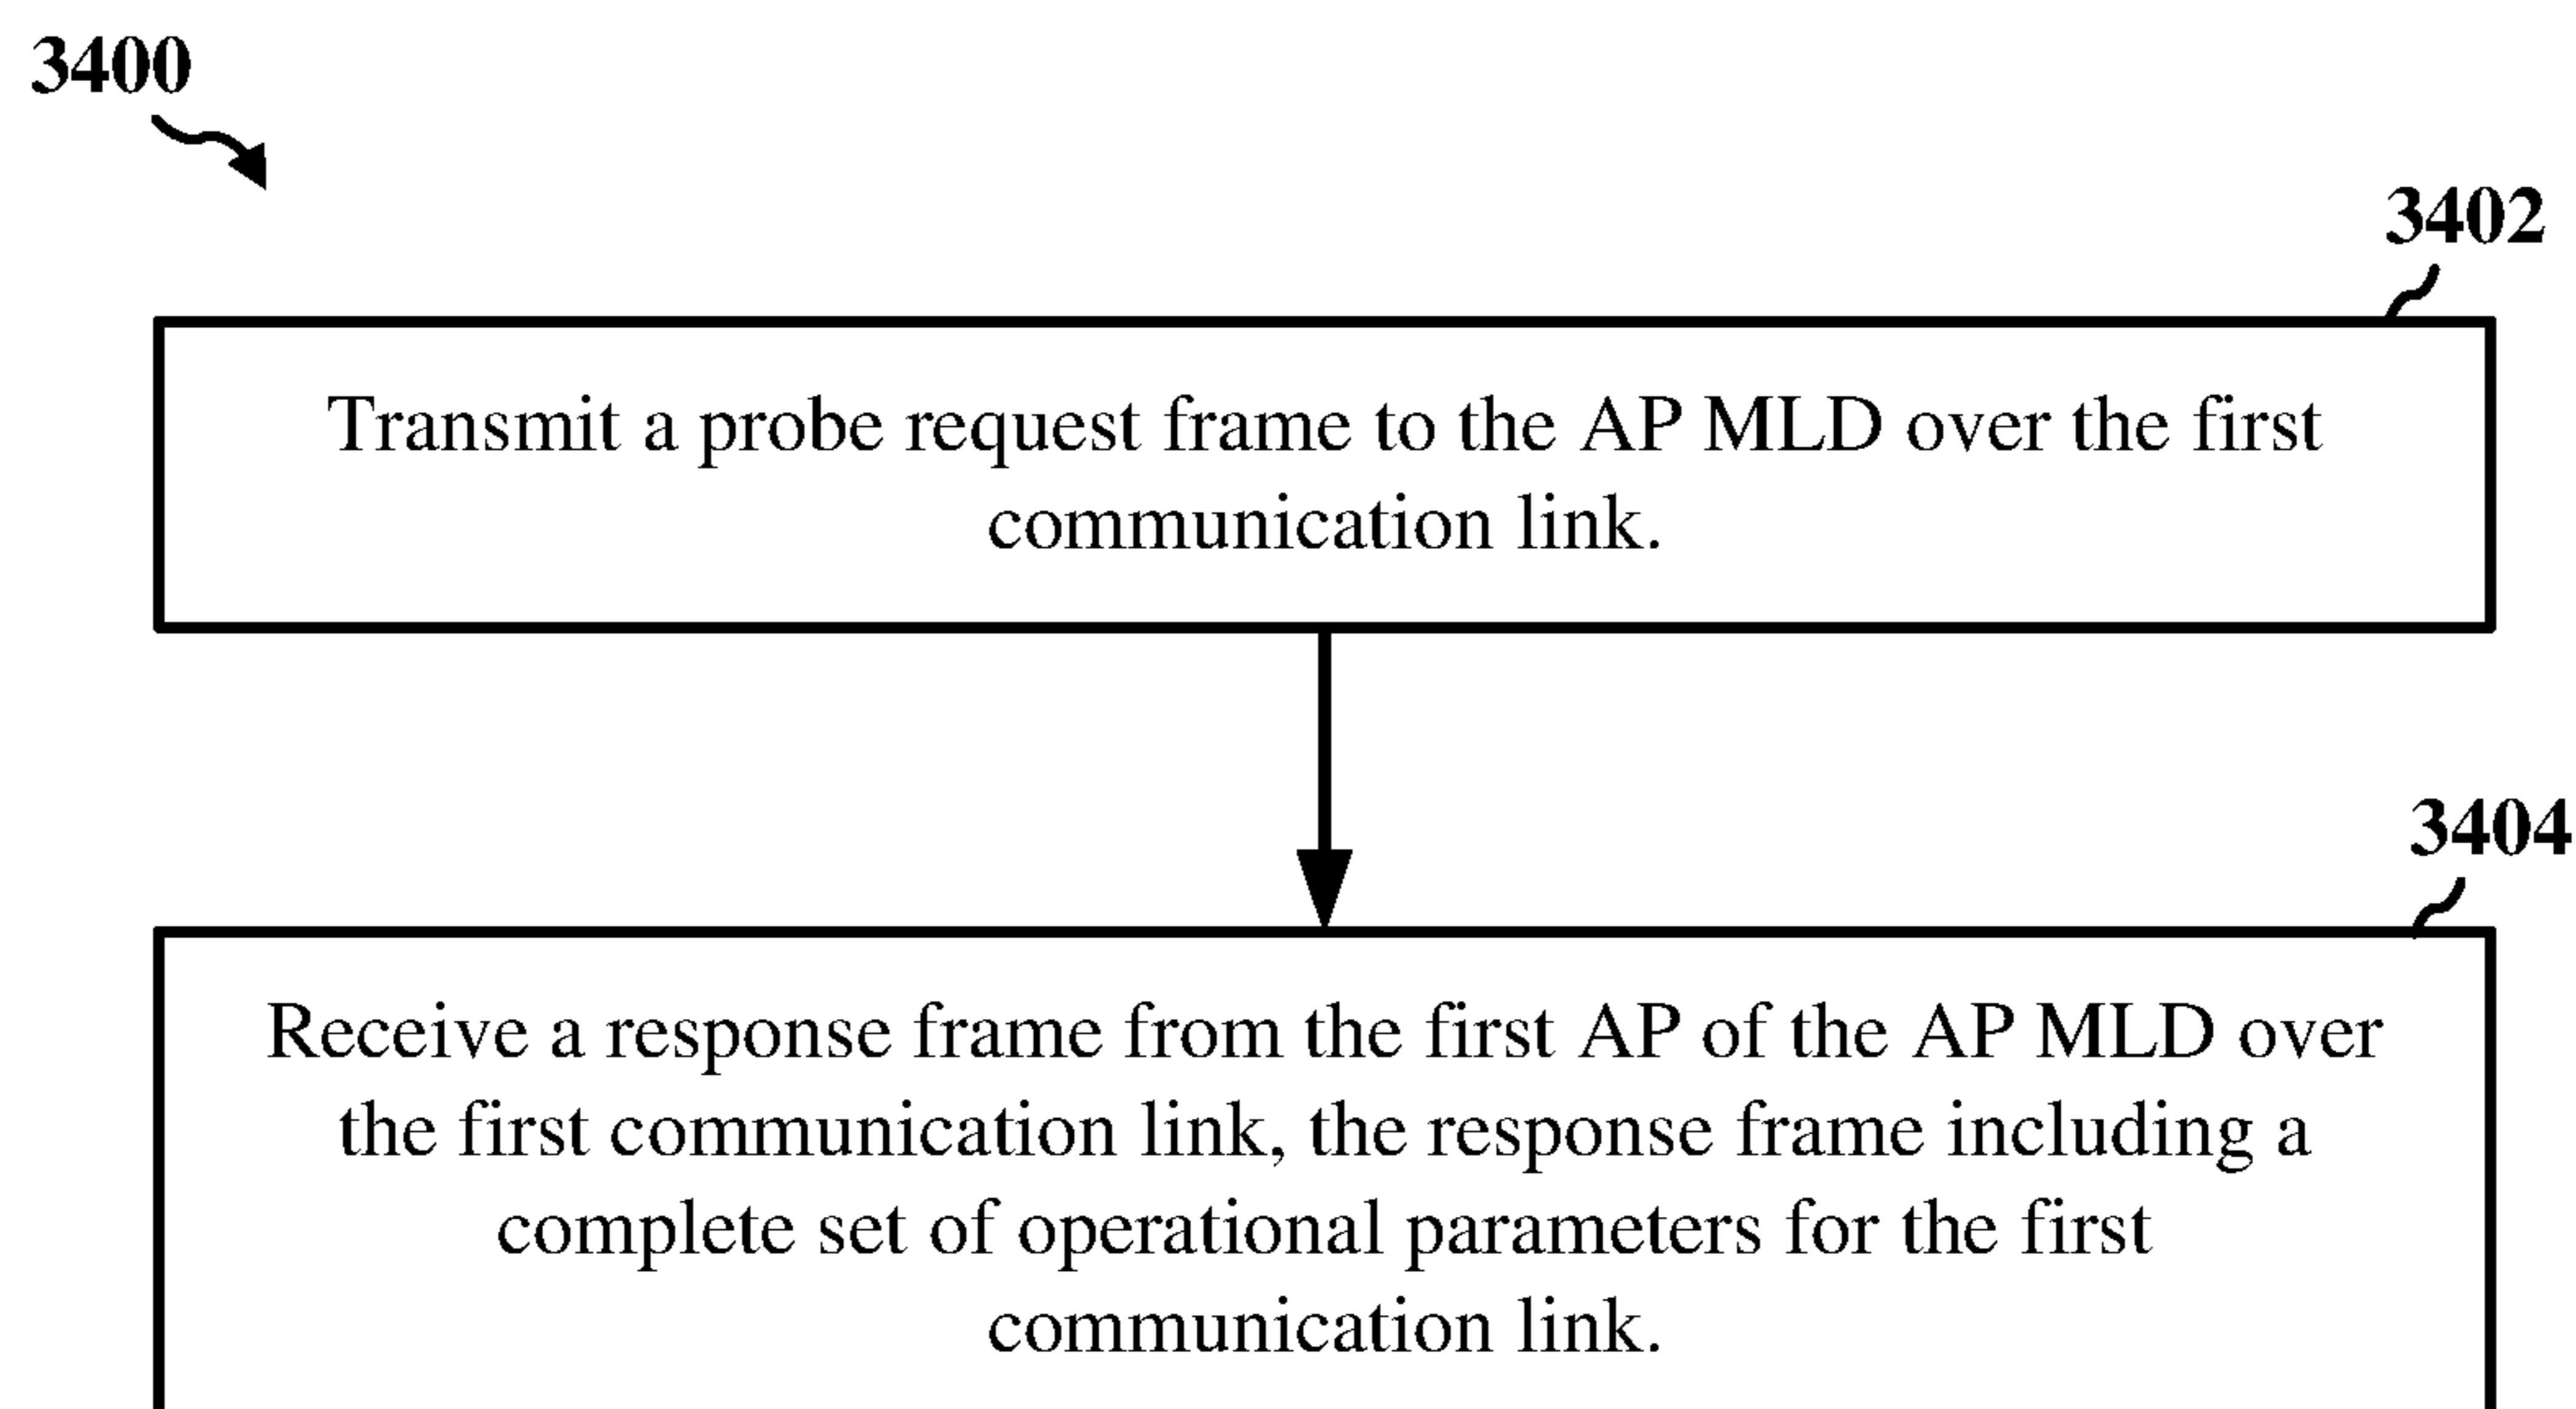 3400
3402
Transmit a probe request frame to the AP MLD over the first
communication link.
3404
Receive a response frame from the first AP of the AP MLD over
the first communication link, the response frame including a
complete set of operational parameters for the first
communication link.